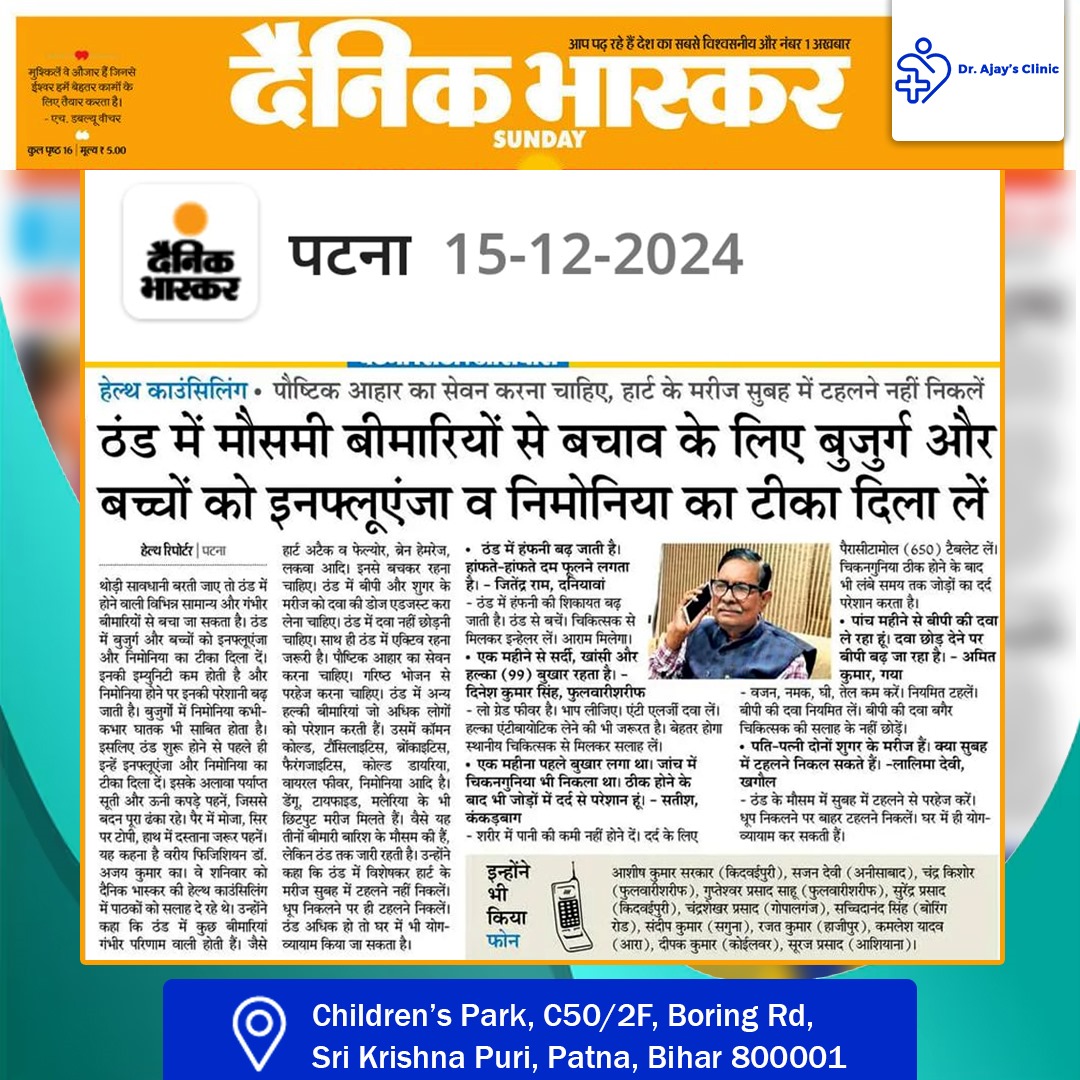 मुश्किलें वे औजार हैं जिनसे
ईश्वर हमें बेहतर कामों के
लिए तैयार करता है।
- एच. डबल्यू बीचर
कुल पृष्ठ 16 | मूल्य ₹ 5.00
आप पढ़ रहे हैं देश का सबसे विश्वसनीय और नंबर 1 अखबार
दैनिक भास्कर
SUNDAY
Dr. Ajay's Clinic
दैनिक
भास्कर
पटना 15-12-2024
हेल्थ काउंसिलिंग • पौष्टिक आहार का सेवन करना चाहिए, हार्ट के मरीज सुबह में टहलने नहीं निकलें
ठंड में मौसमी बीमारियों से बचाव के लिए बुजुर्ग और
बच्चों को इनफ्लूएंजा व निमोनिया का टीका दिला लें
हेल्थ रिपोर्टर | पटना
थोड़ी सावधानी बरती जाए तो ठंड में
होने वाली विभिन्न सामान्य और गंभीर
बीमारियों से बचा जा सकता है। ठंड
में बुजुर्ग और बच्चों को इनफ्लूएंजा
और निमोनिया का टीका दिला दें।
इनकी इम्युनिटी कम होती है और
निमोनिया होने पर इनकी परेशानी बढ़
जाती है। बुजुर्गों में निमोनिया कभी-
कभार घातक भी साबित होता है।
इसलिए ठंड शुरू होने से पहले ही
इन्हें इनफ्लूएंजा और निमोनिया का
टीका दिला दें। इसके अलावा पर्याप्त
सूती और ऊनी कपड़े पहनें, जिससे
बदन पूरा ढंका रहे। पैर में मोजा, सिर
पर टोपी, हाथ में दस्ताना जरूर पहनें।
यह कहना है वरीय फिजिशियन डॉ.
अजय कुमार का। वे शनिवार को
दैनिक भास्कर की हेल्थ काउंसिलिंग
में पाठकों को सलाह दे रहे थे। उन्होंने
कहा कि ठंड में कुछ बीमारियां
गंभीर परिणाम वाली होती हैं। जैसे
हार्ट अटैक व फेल्योर, ब्रेन हेमरेज,
लकवा आदि। इनसे बचकर रहना
चाहिए। ठंड में बीपी और शुगर के
मरीज को दवा की डोज एडजस्ट करा
लेना चाहिए। ठंड में दवा नहीं छोड़नी
चाहिए। साथ ही ठंड में एक्टिव रहना
जरूरी है। पौष्टिक आहार का सेवन
करना चाहिए। गरिष्ठ भोजन से
परहेज करना चाहिए। ठंड में अन्य
हल्की बीमारियां जो अधिक लोगों
को परेशान करती हैं। उसमें कॉमन
कोल्ड, टौंसिलाइटिस, ब्रोंकाइटिस,
फैरंगजाइटिस, कोल्ड डायरिया,
वायरल फीवर, निमोनिया आदि है।
डेंगू, टायफाइड, मलेरिया के भी
छिटपुट मरीज मिलते हैं। वैसे यह
तीनों बीमारी बारिश के मौसम की हैं,
लेकिन ठंड तक जारी रहती है। उन्होंने
कहा कि ठंड में विशेषकर हार्ट के
मरीज सुबह में टहलने नहीं निकलें।
धूप निकलने पर ही टहलने निकलें।
ठंड अधिक हो तो घर में भी योग-
व्यायाम किया जा सकता है।
• ठंड में हंफनी बढ़ जाती है।
हांफते-हांफते दम फूलने लगता
है। - जितेंद्र राम, दनियावां
- ठंड में हंफनी की शिकायत बढ़
जाती है। ठंड से बचें। चिकित्सक से
मिलकर इन्हेलर लें। आराम मिलेगा।
• एक महीने से सर्दी, खांसी और
हल्का (99) बुखार रहता है। -
दिनेश कुमार सिंह, फुलवारीशरीफ
- लो ग्रेड फीवर है। भाप लीजिए। एंटी एलर्जी दवा लें।
हल्का एंटीबायोटिक लेने की भी जरूरत है। बेहतर होगा
स्थानीय चिकित्सक से मिलकर सलाह लें।
• एक महीना पहले बुखार लगा था। जांच में
चिकनगुनिया भी निकला था। ठीक होने के
बाद भी जोड़ों में दर्द से परेशान हूं। - सतीश,
कंकड़बाग
- शरीर में पानी की कमी नहीं होने दें। दर्द के लिए
पैरासीटामोल (650) टैबलेट लें।
चिकनगुनिया ठीक होने के बाद
भी लंबे समय तक जोड़ों का दर्द
परेशान करता है।
• पांच महीने से बीपी की दवा
ले रहा हूं। दवा छोड़ देने पर
बीपी बढ़ जा रहा है। - अमित
कुमार, गया
- वजन, नमक, घी, तेल कम करें। नियमित टहलें।
बीपी की दवा नियमित लें। बीपी की दवा बगैर
चिकित्सक की सलाह के नहीं छोड़ें।
• पति-पत्नी दोनों शुगर के मरीज हैं। क्या सुबह
में टहलने निकल सकते हैं। -लालिमा देवी,
खगौल
- ठंड के मौसम में सुबह में टहलने से परहेज करें।
धूप निकलने पर बाहर टहलने निकलें। घर में ही योग-
व्यायाम कर सकती हैं।
इन्होंने
भी
किया
फोन
आशीष कुमार सरकार (किदवईपुरी), सजन देवी (अनीसाबाद), चंद्र किशोर
(फुलवारीशरीफ), गुप्तेश्वर प्रसाद साहू (फुलवारीशरीफ), सुरेंद्र प्रसाद
(किदवईपुरी), चंद्रशेखर प्रसाद (गोपालगंज), सच्चिदानंद सिंह (बोरिंग
रोड), संदीप कुमार (सगुना), रजत कुमार (हाजीपुर), कमलेश यादव
(आरा), दीपक कुमार (कोईलवर), सूरज प्रसाद (आशियाना)।
Children's Park, C50/2F, Boring Rd,
Sri Krishna Puri, Patna, Bihar 800001